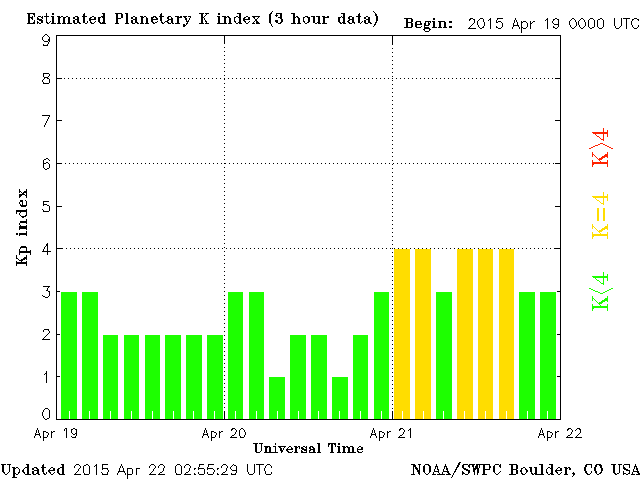 Estimated Planetary K index (3 hour data)
Begin: 2015 Apr 19 0000 UTC
9
8
7
6
5
4
3
2
1
0
Kp index
K>4
K=4
K<4
Apr 19
Apr 20
Apr 21
Apr 22
Universal Time
Updated 2015 Apr 22 02:55:29 UTC
NOAA/SWPC Boulder, CO USA